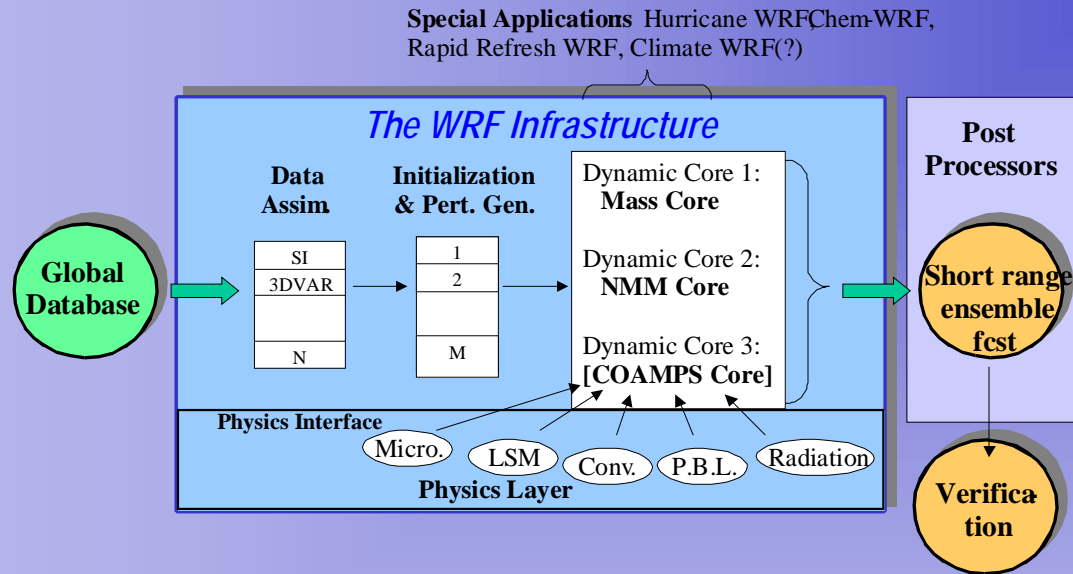 Special Applications: Hurricane WRF,Chem-WRF,
Rapid Refresh WRF, Climate WRF(?)
The WRF Infrastructure
Post
Processors
Data
Assim.
Initialization
& Pert. Gen.
Dynamic Core 1:
Mass Core
Dynamic Core 2:
NMM Core
Dynamic Core 3:
[COAMPS Core]
Global
Database
SI
3DVAR
N
1
2
M
Short range
ensemble
fcst
Physics Interface
Micro.
LSM
Conv.
P.B.L.
Radiation
Physics Layer
Verifica-
tion